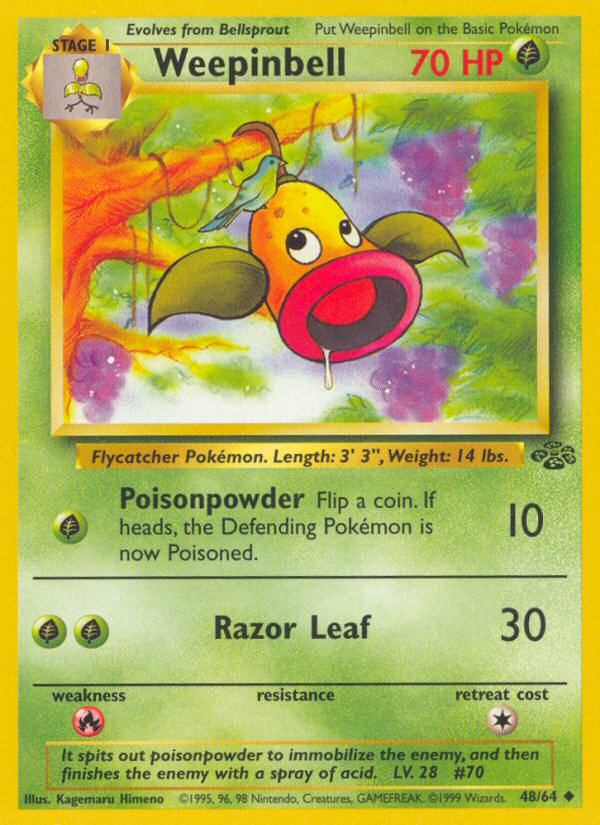 Evolves from Bellsprout Put Weepinbell on the Basic Pokémon
STAGE 1
Weepinbell 70 HP
Flycatcher Pokémon. Length: 3' 3", Weight: 14 lbs.
Poisonpowder Flip a coin. If
heads, the Defending Pokémon is
now Poisoned.
10
Razor Leaf 30
weakness resistance retreat cost
It spits out poisonpowder to immobilize the enemy, and then
finishes the enemy with a spray of acid. LV. 28 #70
Illus. Kagemaru Himeno ©1995, 96, 98 Nintendo, Creatures, GAMEFREAK. ©1999 Wizards. 48/64